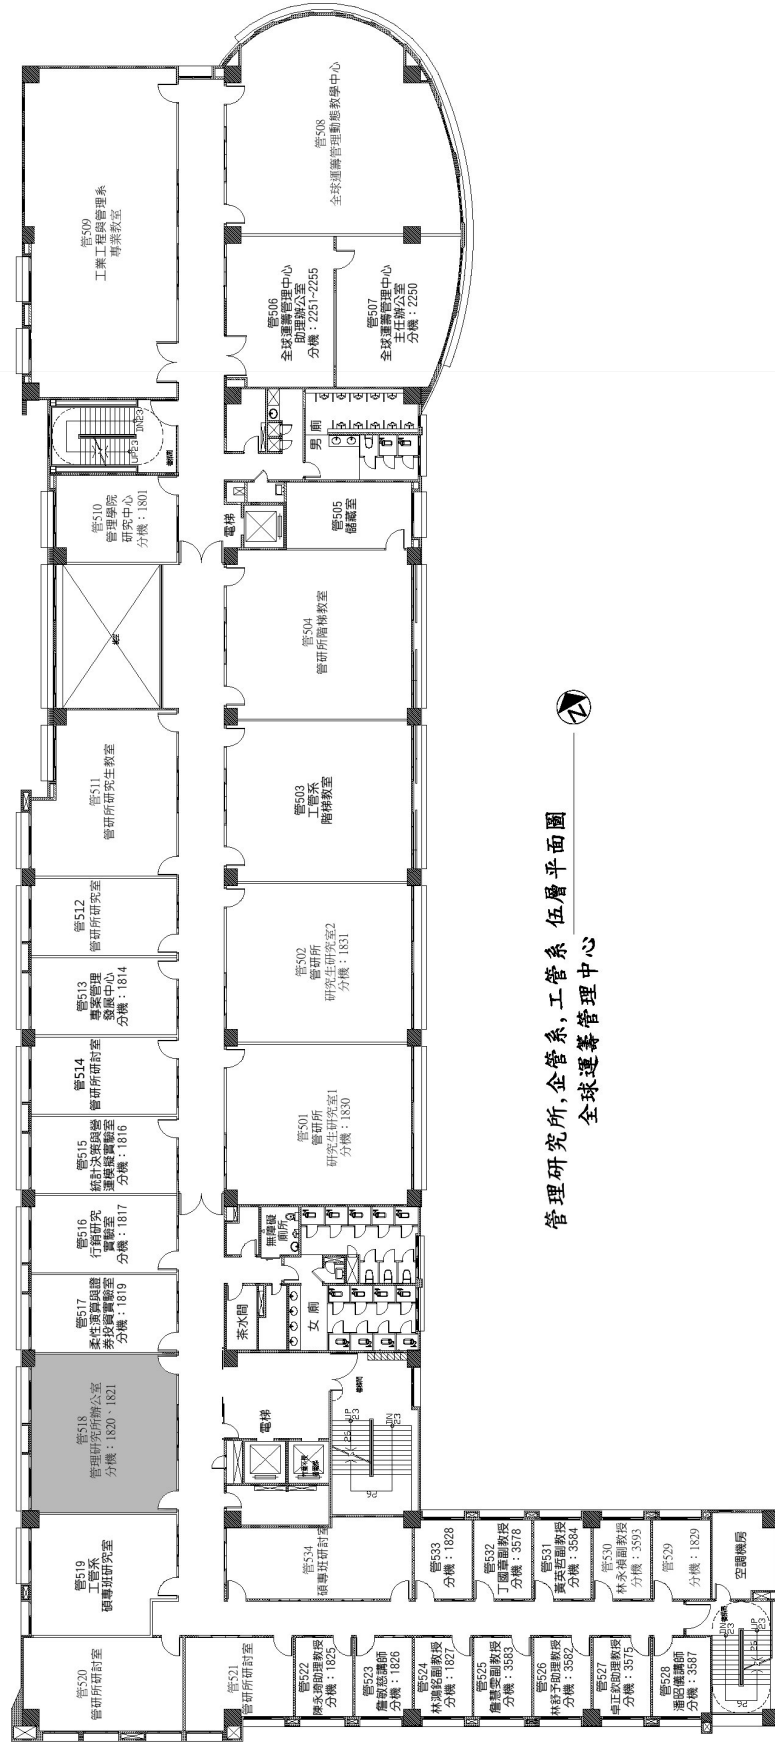 管508
全球運籌管理動態教學中心
管509
工業工程與管理系
專業教室
管506
全球運籌管理中心
助理辦公室
分機：2251~2255
管507
全球運籌管理中心
主任辦公室
分機：2250
男廁
UP23
DN23
管510
管理學院
研究中心
分機：1801
電梯
管505
儲藏室
管504
管研所階梯教室
管511
管研所研究生教室
管503
工管系
階梯教室
管512
管研所研究室
管502
管研所
研究生研究室2
分機：1831
管513
專案管理
發展中心
分機：1814
管514
管研所研討室
管501
管研所
研究生研究室1
分機：1830
管515
統計決策與營
運模擬實驗室
分機：1816
管516
行銷研究
實驗室
分機：1817
無障礙
廁所
管517
柔性演算與證
券投資實驗室
分機：1819
茶水間
女廁
管518
管理研究所辦公室
分機：1820、1821
電梯
UP
23
DN
23
管519
工管系
碩專班研究室
管534
碩專班研討室
管533
分機：1828
管532
丁國章副教授
分機：3578
管531
黃英哲副教授
分機：3584
管530
林永禎副教授
分機：3593
管529
分機：1829
空調機房
管520
管研所研討室
管521
管研所研討室
管522
陳永琦助理教授
分機：1825
管523
詹敏慈講師
分機：1826
管524
林鴻銘副教授
分機：1827
管525
詹慧雯副教授
分機：3583
管526
林舒予助理教授
分機：3582
管527
卓正欽助理教授
分機：3575
管528
潘昭儀講師
分機：3587
DN
23
UP
23
管理研究所,企管系,工管系 伍層平面圖
全球運籌管理中心
N